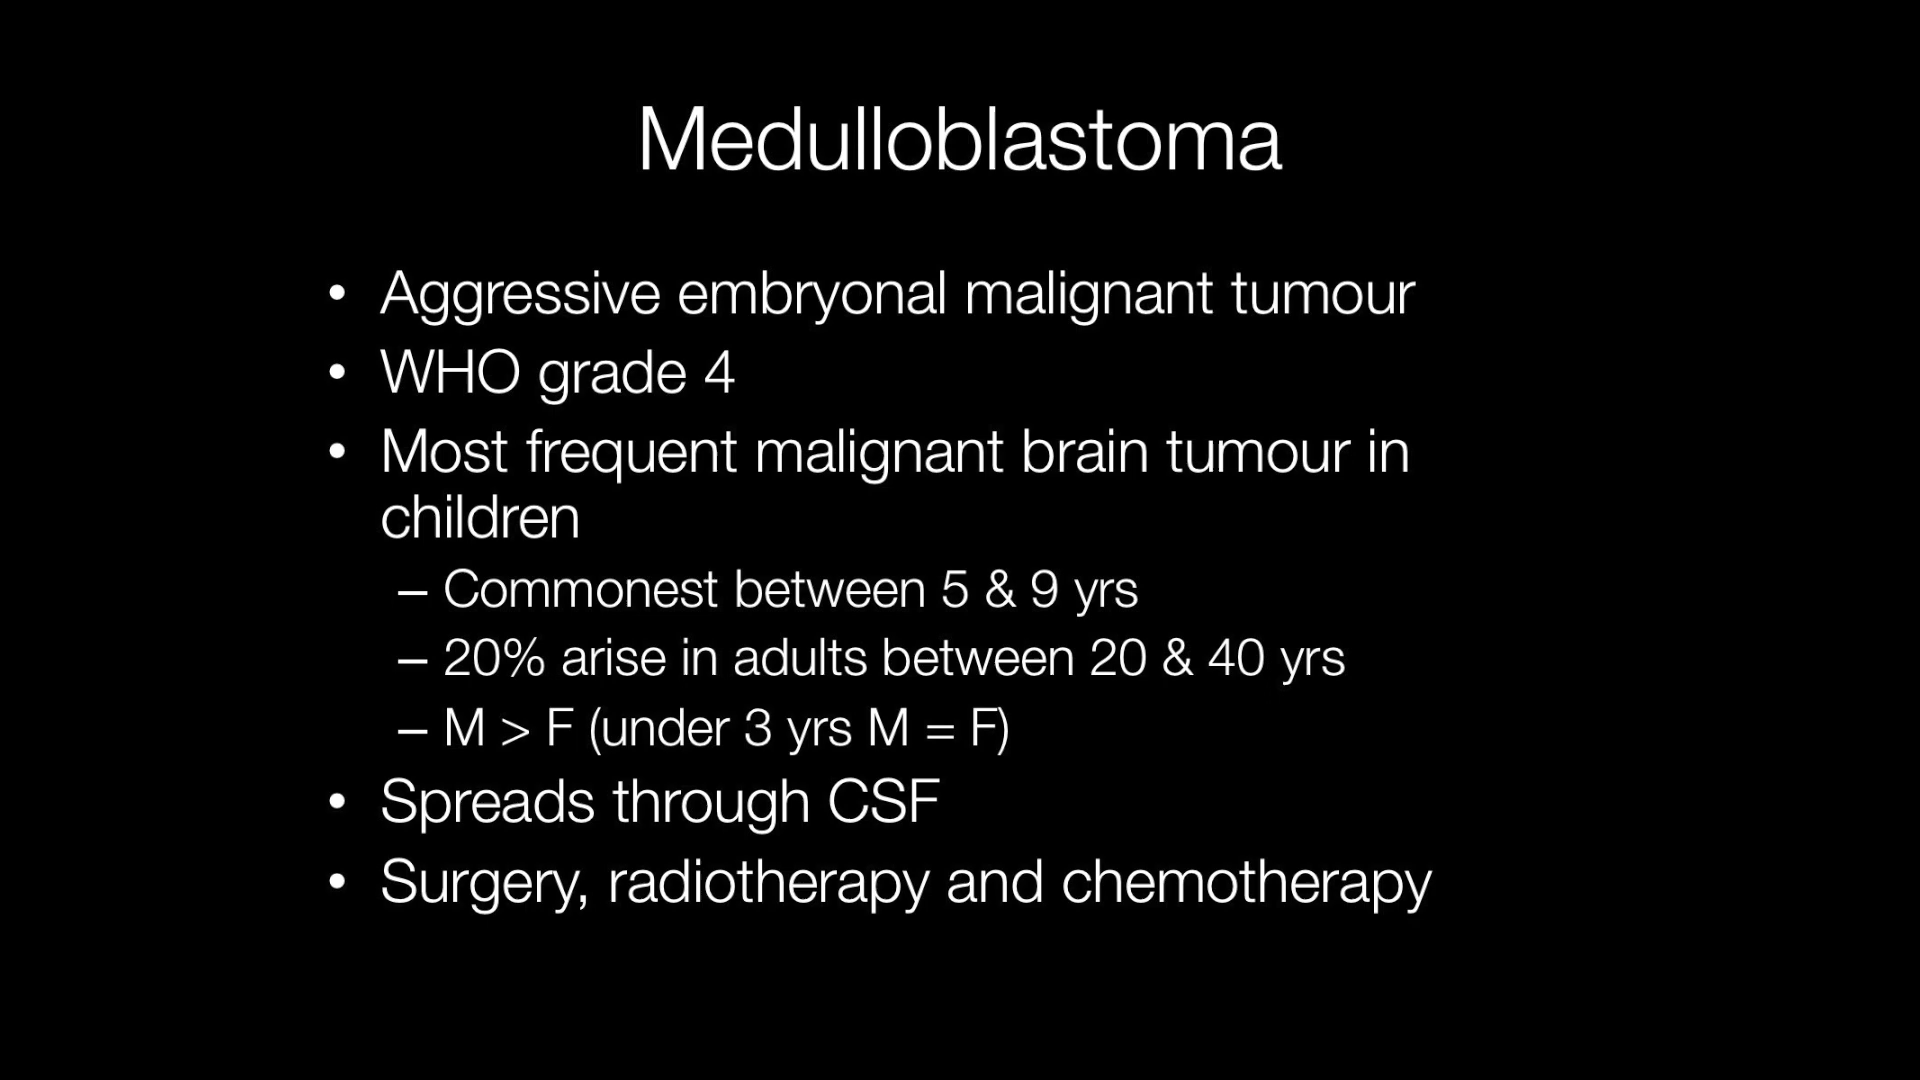 Medulloblastoma
• Aggressive embryonal malignant tumour
• WHO grade 4
• Most frequent malignant brain tumour in
children
– Commonest between 5 & 9 yrs
– 20% arise in adults between 20 & 40 yrs
– M > F (under 3 yrs M = F)
• Spreads through CSF
• Surgery, radiotherapy and chemotherapy